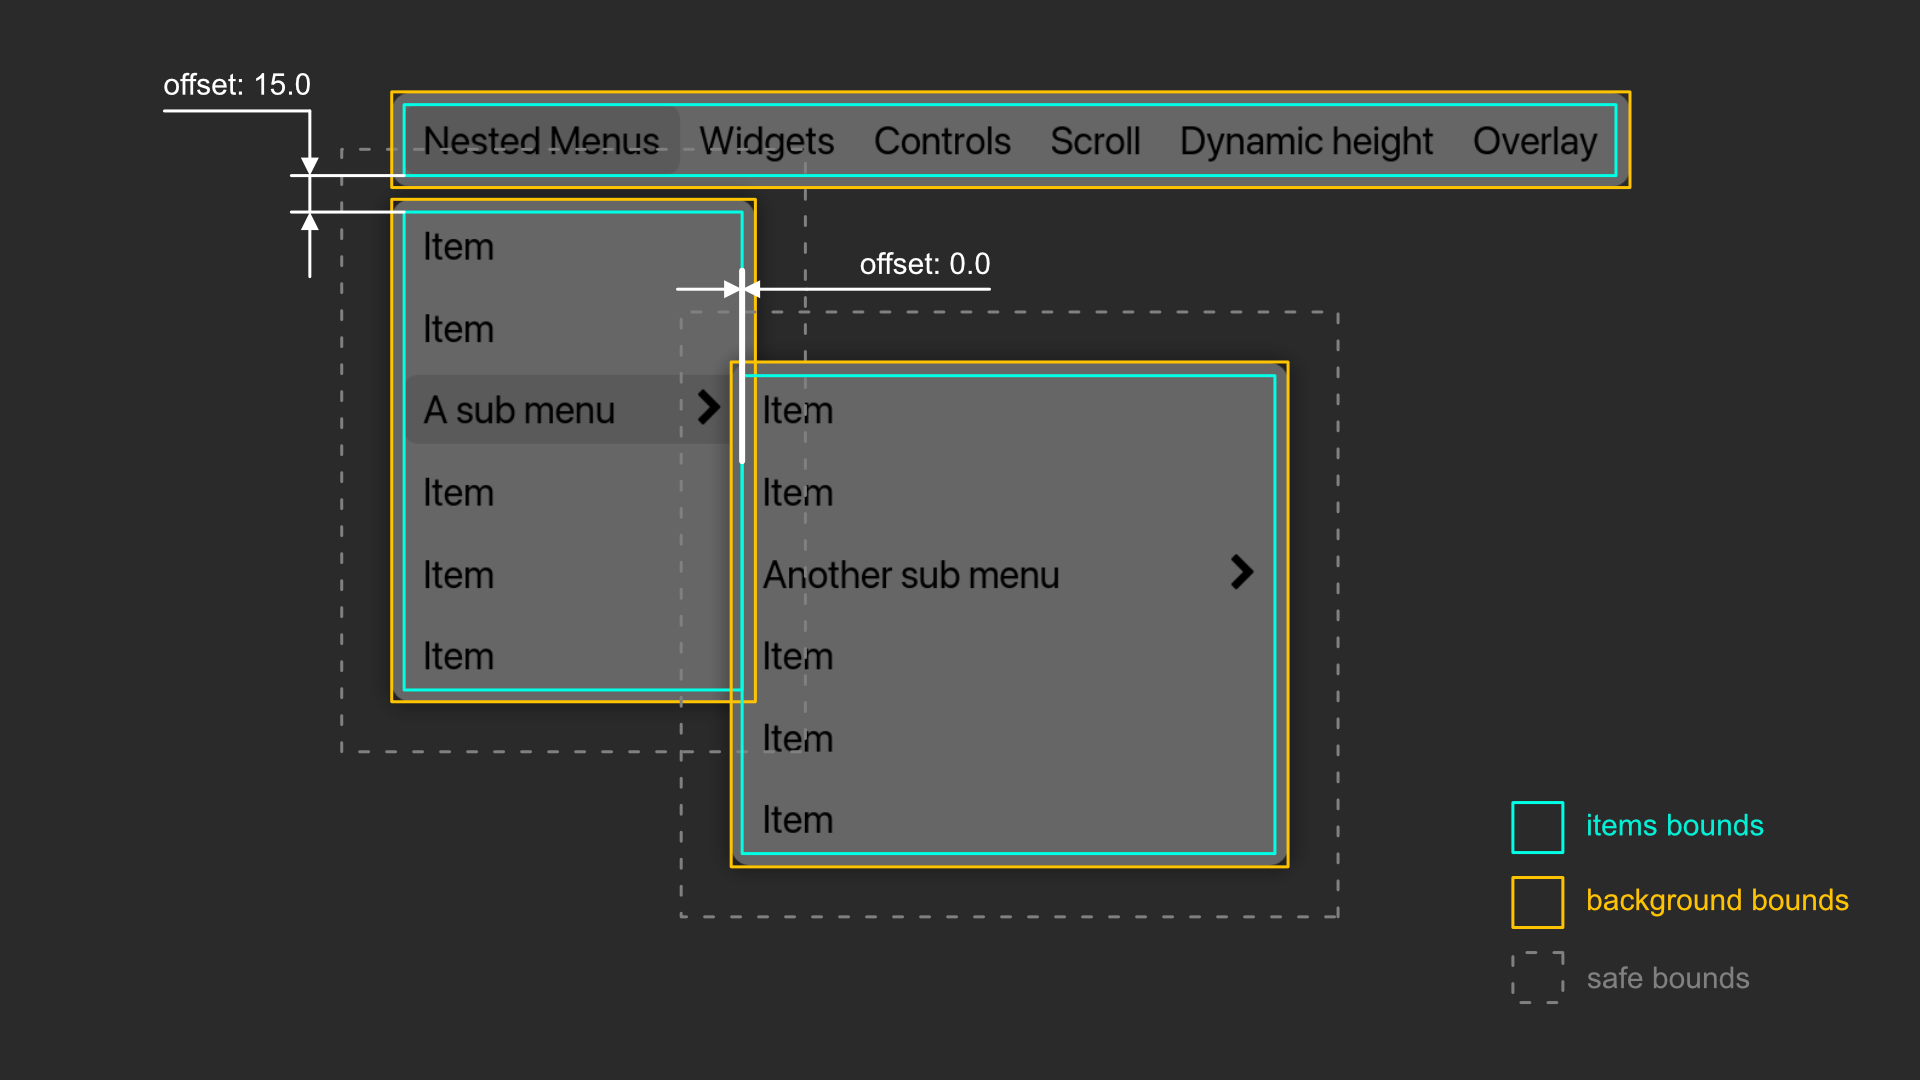 offset: 15.0
Nested Menus Widgets Controls Scroll Dynamic height Overlay
Item
offset: 0.0
Item
A sub menu
Item
Item
Item
Item
Item
Another sub menu
Item
Item
Item
items bounds
background bounds
safe bounds